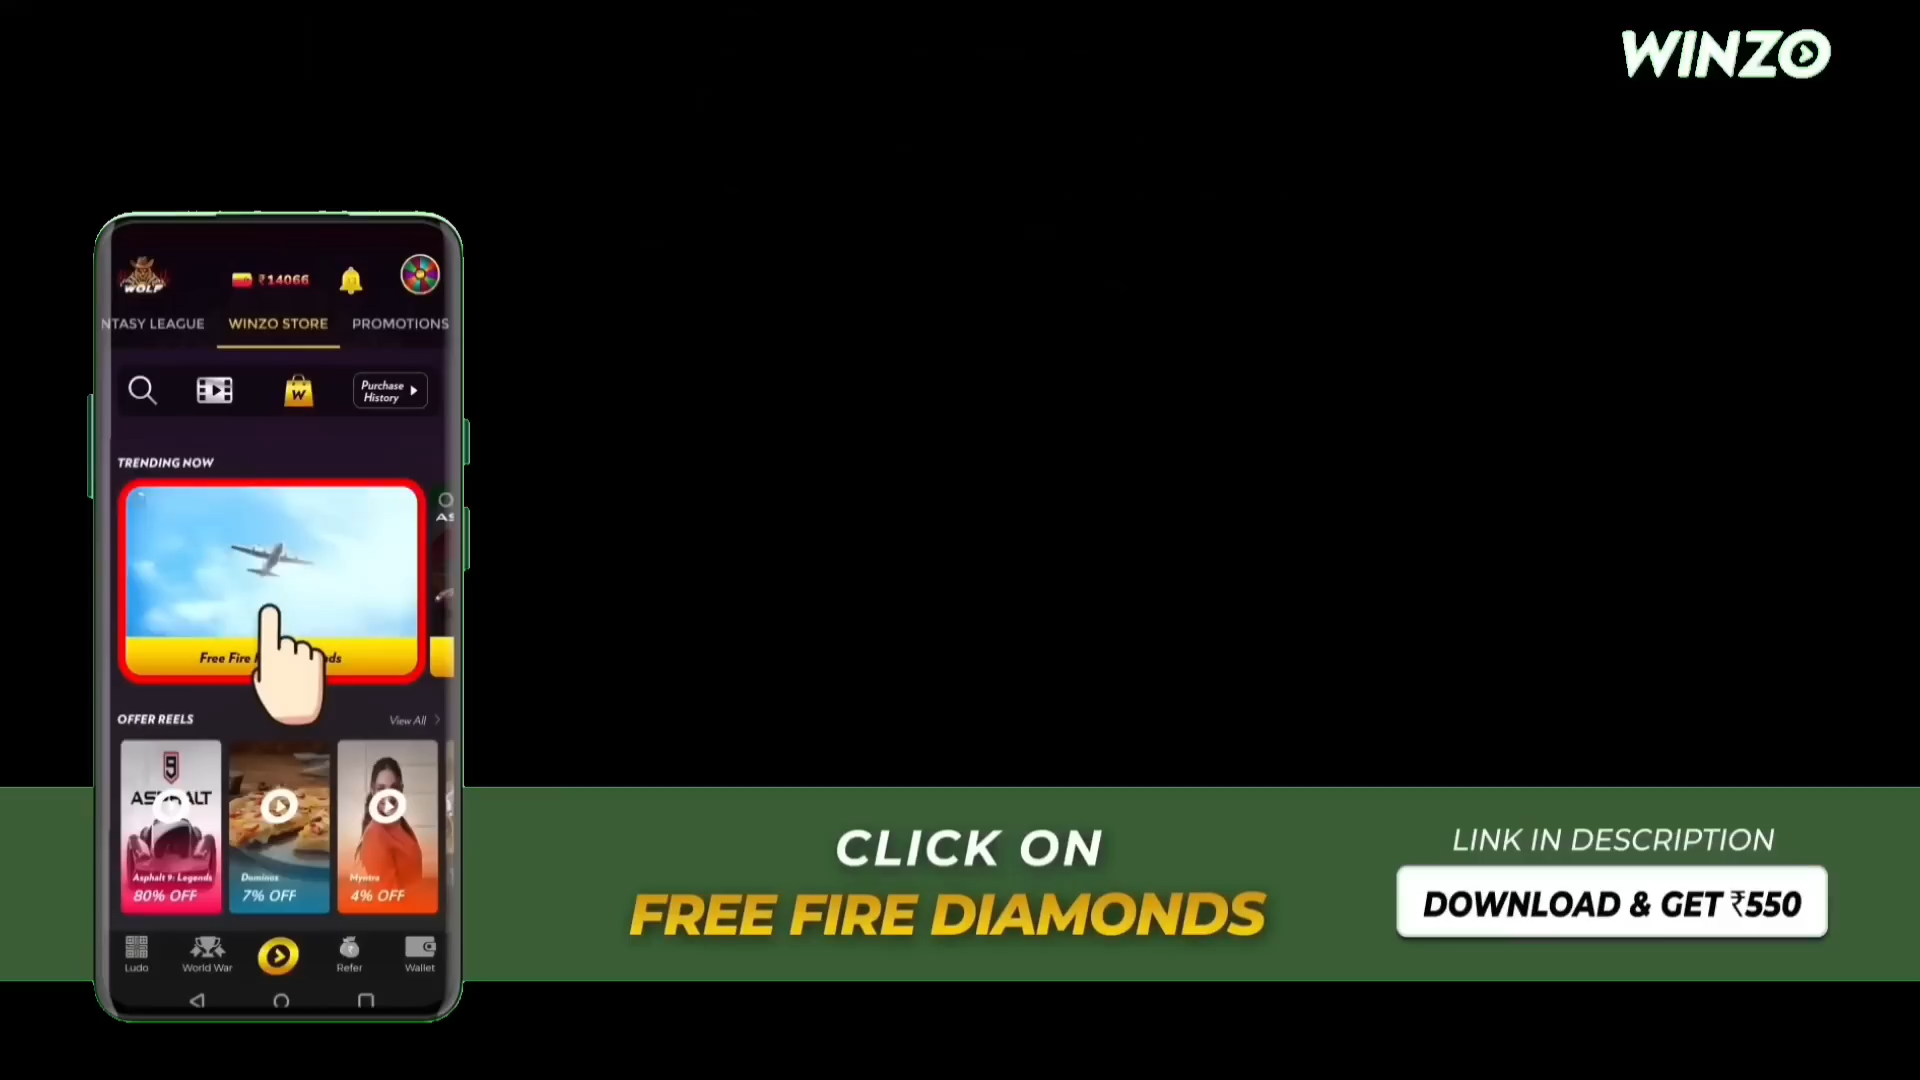 WINZO
WOLF
₹14066
NTASY LEAGUE
WINZO STORE
PROMOTIONS
Purchase
History
TRENDING NOW
Free Fire
OFFER REELS
View All
ASPHALT
Asphalt 9: Legends
80% OFF
Dominos
7% OFF
Myntra
4% OFF
Ludo
World War
Refer
Wallet
CLICK ON
FREE FIRE DIAMONDS
LINK IN DESCRIPTION
DOWNLOAD & GET ₹550